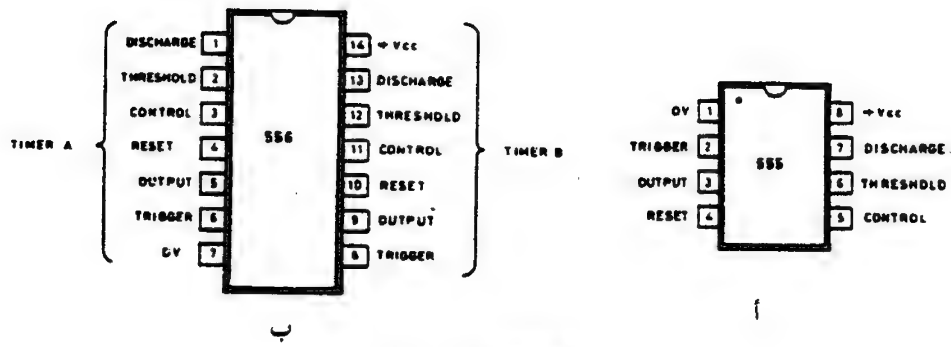 DISCHARGE 1 14 +Vcc
THRESHOLD 2 13 DISCHARGE
CONTROL 3 12 THRESHOLD
TIMER A RESET 4 556 11 CONTROL TIMER B
OUTPUT 5 10 RESET
TRIGGER 6 9 OUTPUT
0V 7 8 TRIGGER
ب
0V 1 8 +Vcc
TRIGGER 2 555 7 DISCHARGE
OUTPUT 3 6 THRESHOLD
RESET 4 5 CONTROL
أ